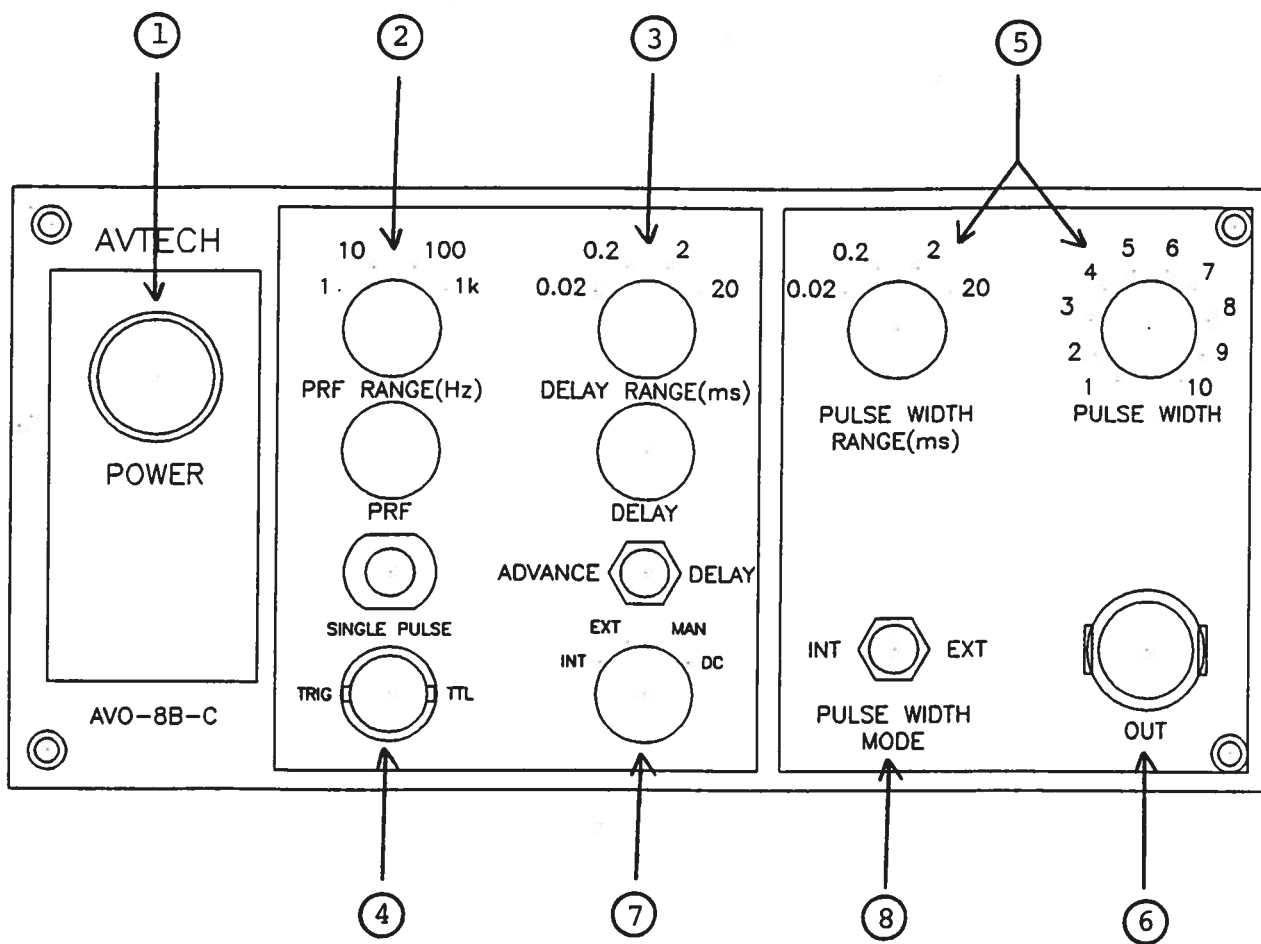 1
2
3
5
AVTECH
POWER
AVO-8B-C
1 10 100 1k
PRF RANGE(Hz)
PRF
SINGLE PULSE
TRIG TTL
0.02 0.2 2 20
DELAY RANGE(ms)
DELAY
ADVANCE DELAY
INT EXT MAN DC
0.02 0.2 2 20
PULSE WIDTH
RANGE(ms)
1 2 3 4 5 6 7 8 9 10
PULSE WIDTH
INT EXT
PULSE WIDTH
MODE
OUT
4
7
8
6